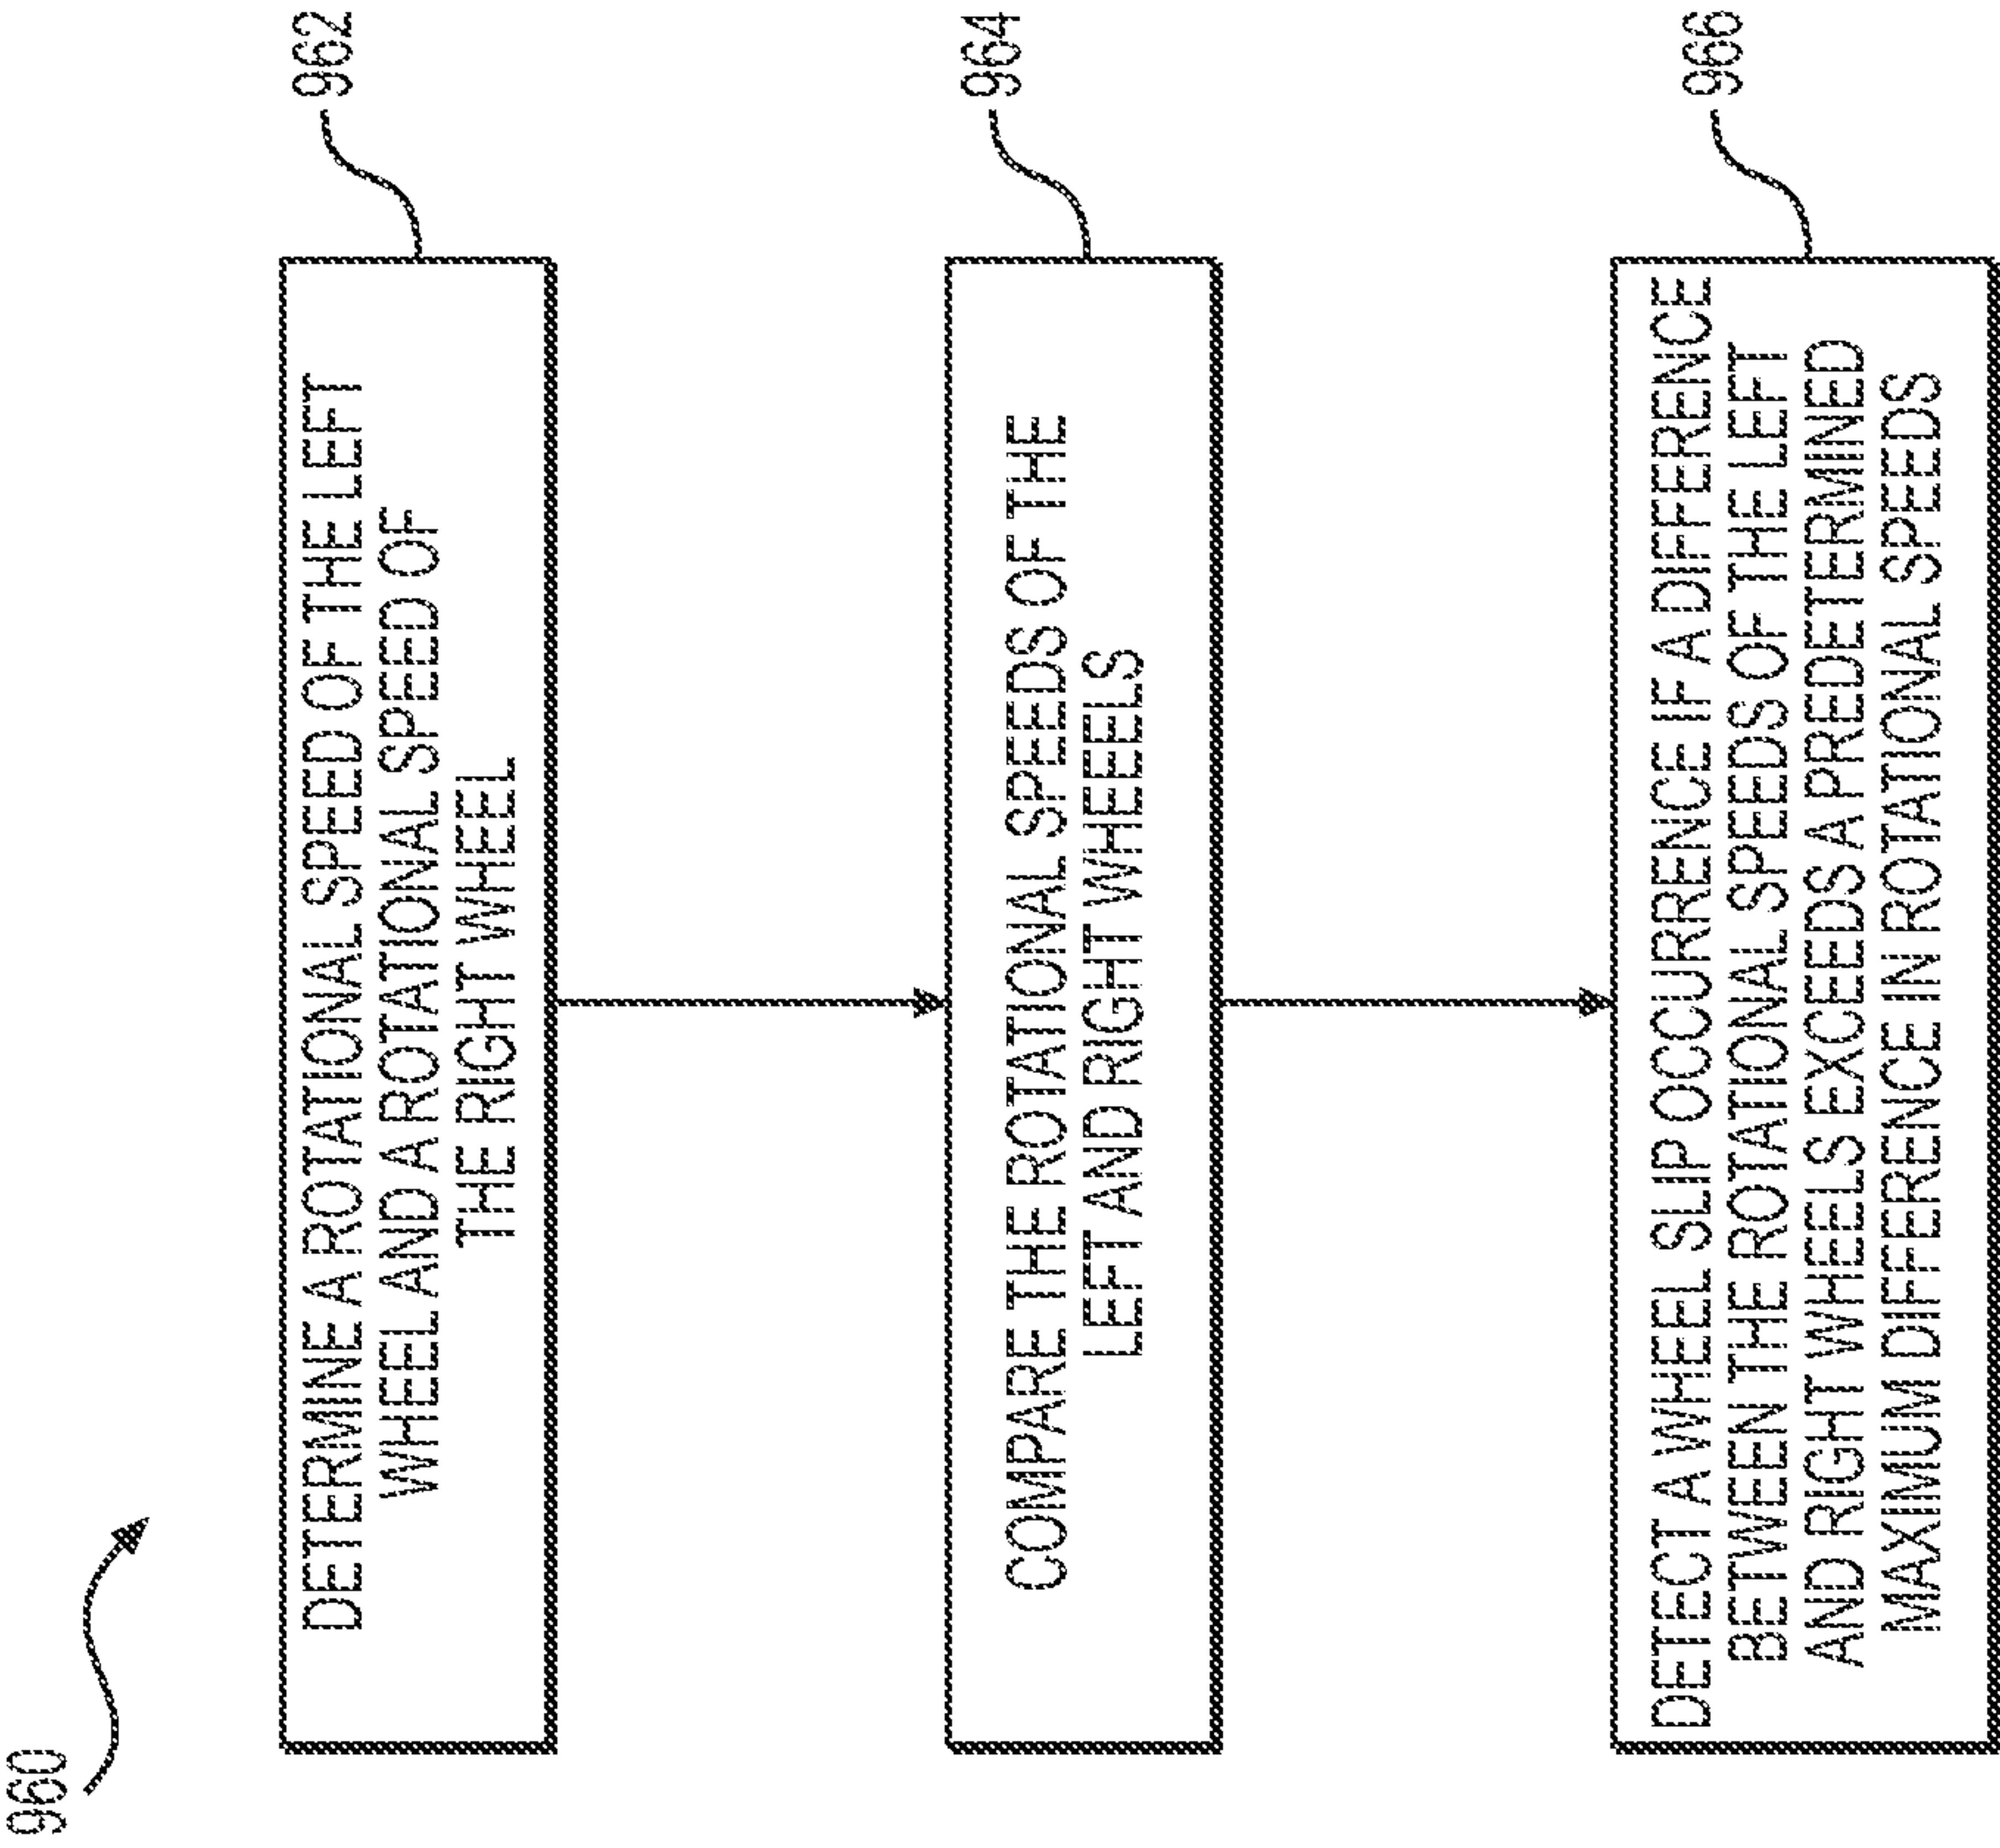 960
DETERMINE A ROTATIONAL SPEED OF THE LEFT
WHEEL AND A ROTATIONAL SPEED OF
THE RIGHT WHEEL
962
COMPARE THE ROTATIONAL SPEEDS OF THE
LEFT AND RIGHT WHEELS
964
DETECT A WHEEL SLIP OCCURRENCE IF A DIFFERENCE
BETWEEN THE ROTATIONAL SPEEDS OF THE LEFT
AND RIGHT WHEELS EXCEEDS A PREDETERMINED
MAXIMUM DIFFERENCE IN ROTATIONAL SPEEDS
966